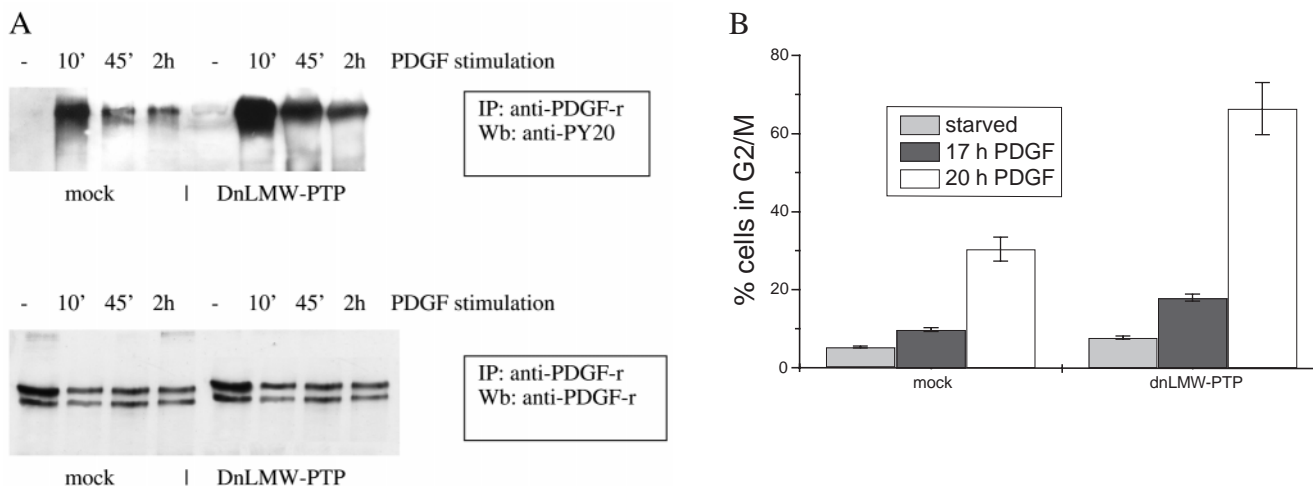 A
- 10' 45' 2h - 10' 45' 2h PDGF stimulation
IP: anti-PDGF-r
Wb: anti-PY20
mock | DnLMW-PTP
- 10' 45' 2h - 10' 45' 2h PDGF stimulation
IP: anti-PDGF-r
Wb: anti-PDGF-r
mock | DnLMW-PTP
B
% cells in G2/M
80
60
40
20
0
starved
17 h PDGF
20 h PDGF
mock
dnLMW-PTP